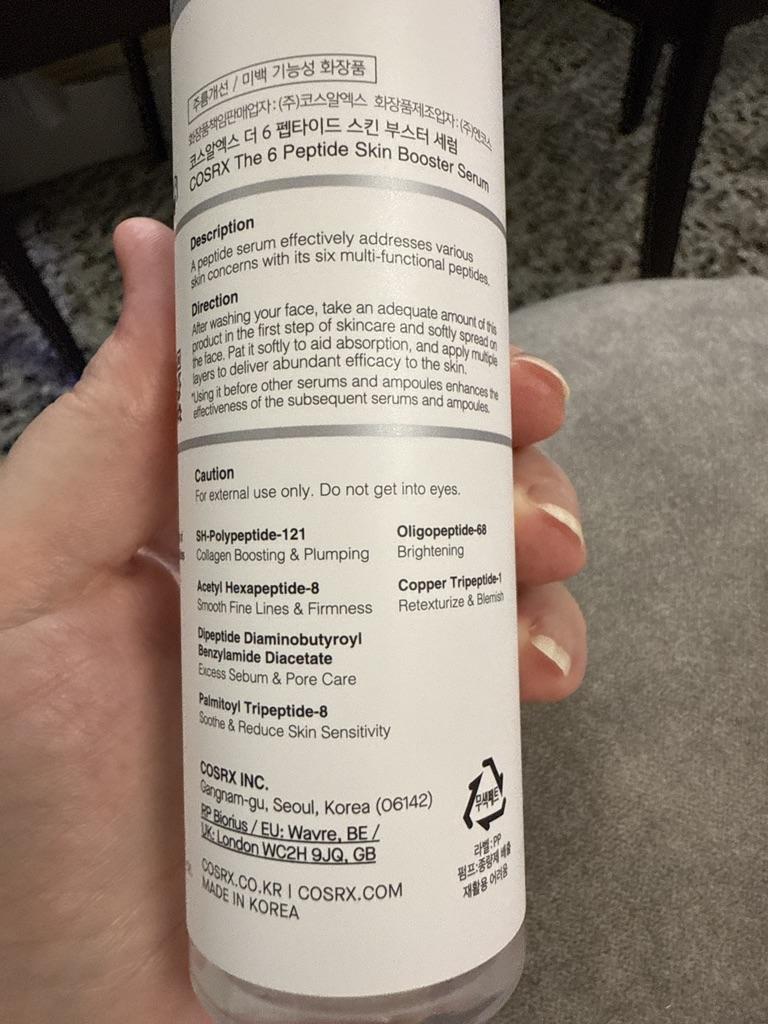 주름개선 / 미백 기능성 화장품
화장품책임판매업자: (주)코스알엑스 화장품제조업자: (주)엔코스
코스알엑스 더 6 펩타이드 스킨 부스터 세럼
COSRX The 6 Peptide Skin Booster Serum
Description
A peptide serum effectively addresses various
skin concerns with its six multi-functional peptides.
Direction
After washing your face, take an adequate amount of this
product in the first step of skincare and softly spread on
the face. Pat it softly to aid absorption, and apply multiple
layers to deliver abundant efficacy to the skin.
*Using it before other serums and ampoules enhances the
effectiveness of the subsequent serums and ampoules.
Caution
For external use only. Do not get into eyes.
SH-Polypeptide-121
Collagen Boosting & Plumping
Oligopeptide-68
Brightening
Acetyl Hexapeptide-8
Smooth Fine Lines & Firmness
Copper Tripeptide-1
Retexturize & Blemish
Dipeptide Diaminobutyroyl
Benzylamide Diacetate
Excess Sebum & Pore Care
Palmitoyl Tripeptide-8
Soothe & Reduce Skin Sensitivity
COSRX INC.
Gangnam-gu, Seoul, Korea (06142)
RP Biorius / EU: Wavre, BE /
UK: London WC2H 9JQ, GB
COSRX.CO.KR | COSRX.COM
MADE IN KOREA
무색페트
라벨:PP
펌프:중량제 배출
재활용 어려움